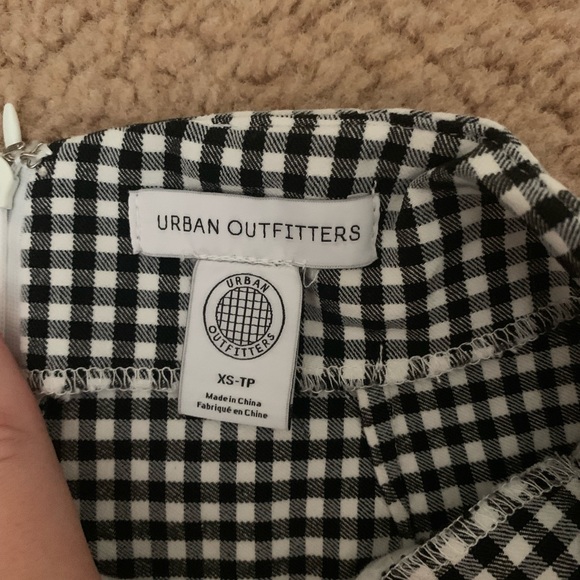 URBAN OUTFITTERS
URBAN
OUTFITTERS
XS-TP
Made in China
Fabriqué en Chine